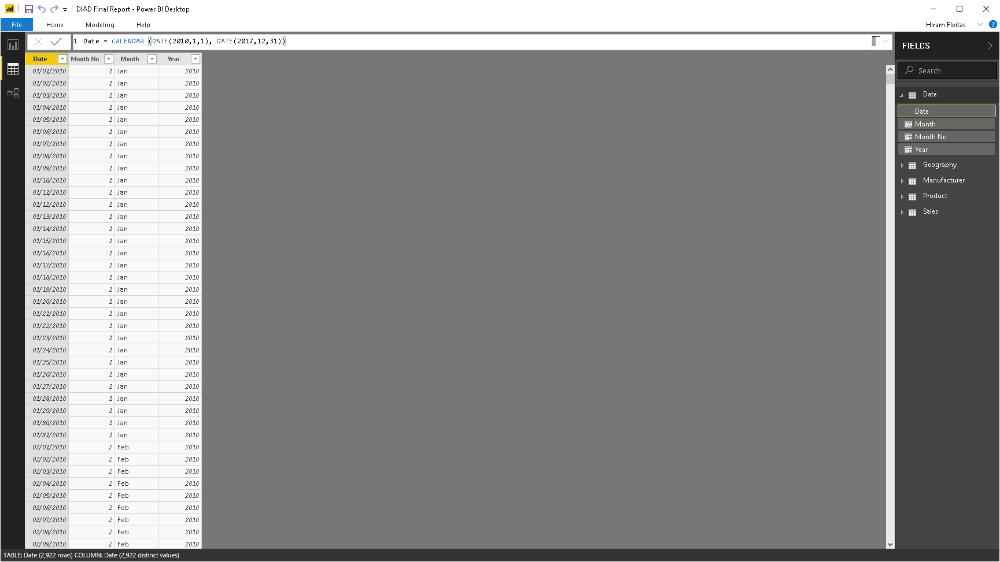 DIAD Final Report - Power BI Desktop
File Home Modeling Help Hiram Fleitas
1 Date = CALENDAR (DATE(2010,1,1), DATE(2017,12,31))
Date Month No Month Year
01/01/2010 1 Jan 2010
01/02/2010 1 Jan 2010
01/03/2010 1 Jan 2010
01/04/2010 1 Jan 2010
01/05/2010 1 Jan 2010
01/06/2010 1 Jan 2010
01/07/2010 1 Jan 2010
01/08/2010 1 Jan 2010
01/09/2010 1 Jan 2010
01/10/2010 1 Jan 2010
01/11/2010 1 Jan 2010
01/12/2010 1 Jan 2010
01/13/2010 1 Jan 2010
01/14/2010 1 Jan 2010
01/15/2010 1 Jan 2010
01/16/2010 1 Jan 2010
01/17/2010 1 Jan 2010
01/18/2010 1 Jan 2010
01/19/2010 1 Jan 2010
01/20/2010 1 Jan 2010
01/21/2010 1 Jan 2010
01/22/2010 1 Jan 2010
01/23/2010 1 Jan 2010
01/24/2010 1 Jan 2010
01/25/2010 1 Jan 2010
01/26/2010 1 Jan 2010
01/27/2010 1 Jan 2010
01/28/2010 1 Jan 2010
01/29/2010 1 Jan 2010
01/30/2010 1 Jan 2010
01/31/2010 1 Jan 2010
02/01/2010 2 Feb 2010
02/02/2010 2 Feb 2010
02/03/2010 2 Feb 2010
02/04/2010 2 Feb 2010
02/05/2010 2 Feb 2010
02/06/2010 2 Feb 2010
02/07/2010 2 Feb 2010
02/08/2010 2 Feb 2010
02/09/2010 2 Feb 2010
FIELDS
Search
Date
Date
Month
Month No
Year
Geography
Manufacturer
Product
Sales
TABLE: Date (2,922 rows) COLUMN: Date (2,922 distinct values)